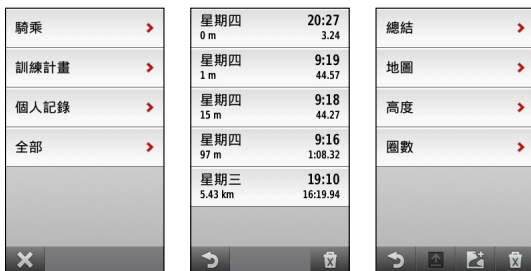 騎乘
訓練計畫
個人記錄
全部
星期四 20:27
0 m 3.24
星期四 9:19
1 m 44.57
星期四 9:18
15 m 44.27
星期四 9:16
97 m 1:08.32
星期三 19:10
5.43 km 16:19.94
總結
地圖
高度
圈數